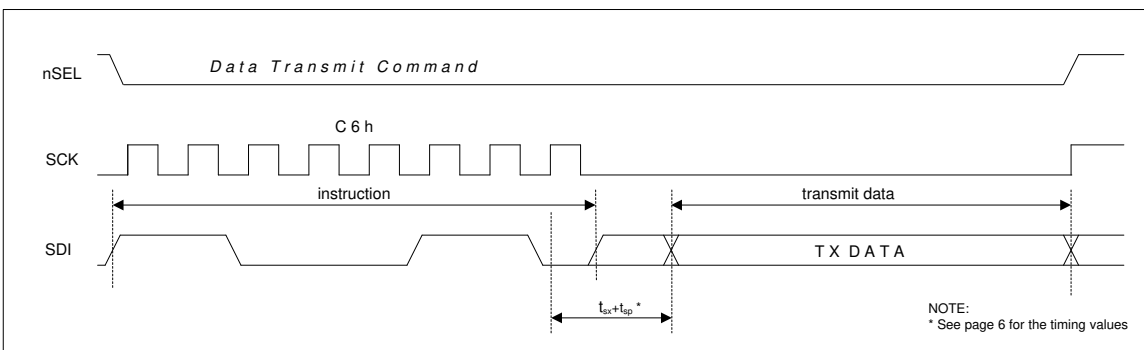 nSEL
Data Transmit Command
C6h
SCK
instruction
transmit data
SDI
TX DATA
tsx+tsp *
NOTE:
* See page 6 for the timing values